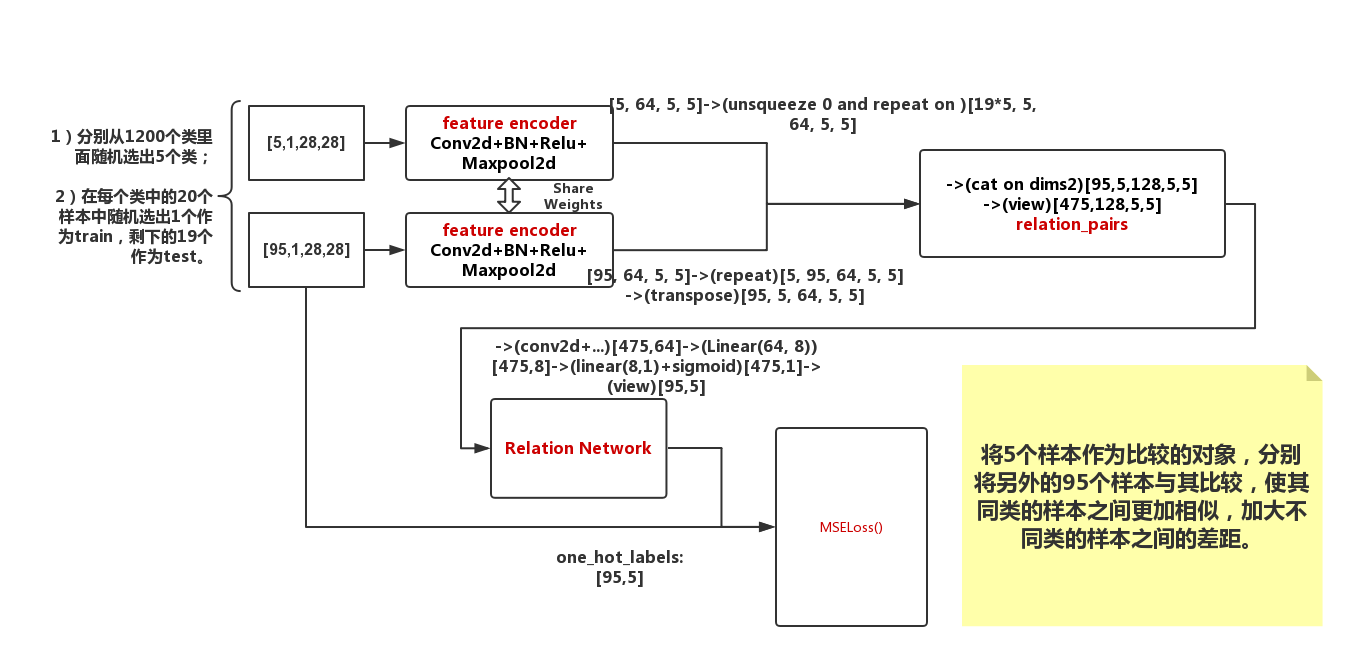 1）分别从1200个类里
面随机选出5个类；
2）在每个类中的20个
样本中随机选出1个作
为train，剩下的19个
作为test。
[5,1,28,28]
feature encoder
Conv2d+BN+Relu+
Maxpool2d
[5, 64, 5, 5]->(unsqueeze 0 and repeat on )[19*5, 5,
64, 5, 5]
Share
Weights
[95,1,28,28]
feature encoder
Conv2d+BN+Relu+
Maxpool2d
[95, 64, 5, 5]->(repeat)[5, 95, 64, 5, 5]
->(transpose)[95, 5, 64, 5, 5]
->(cat on dims2)[95,5,128,5,5]
->(view)[475,128,5,5]
relation_pairs
->(conv2d+...)[475,64]->(Linear(64, 8))
[475,8]->(linear(8,1)+sigmoid)[475,1]->
(view)[95,5]
Relation Network
MSELoss()
one_hot_labels:
[95,5]
将5个样本作为比较的对象，分别
将另外的95个样本与其比较，使其
同类的样本之间更加相似，加大不
同类的样本之间的差距。